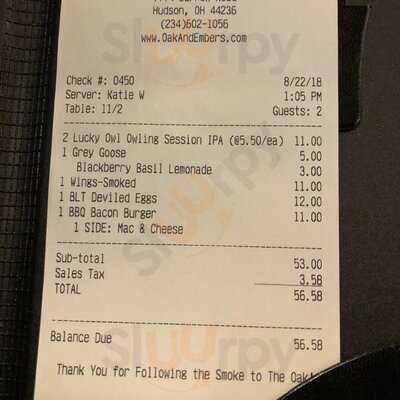 Hudson, OH 44236
(234)602-1056
www.OakAndEmbers.com
Check #: 0450 8/22/18
Server: Katie W 1:05 PM
Table: 11/2 Guests: 2
2 Lucky Owl Owling Session IPA (@5.50/ea) 11.00
1 Grey Goose 5.00
Blackberry Basil Lemonade 3.00
1 Wings-Smoked 11.00
1 BLT Deviled Eggs 12.00
1 BBQ Bacon Burger 11.00
1 SIDE: Mac & Cheese
Sub-total 53.00
Sales Tax 3.58
TOTAL 56.58
Balance Due 56.58
Thank You for Following the Smoke to The Oak!
Sluurpy
Sluurpy
Sluurpy